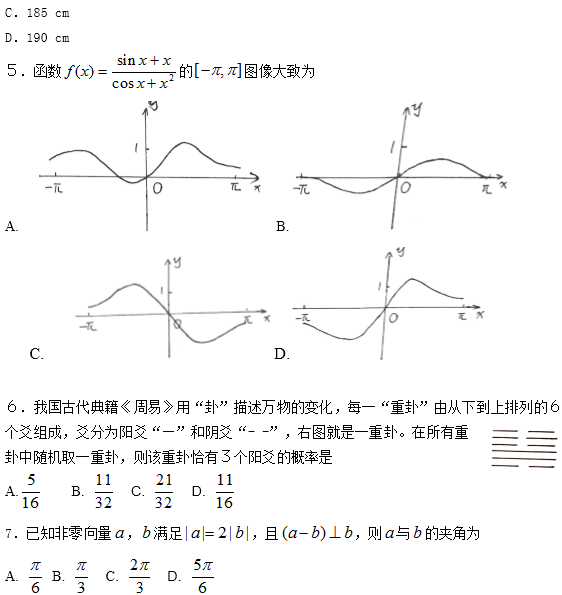 C．185 cm
D．190 cm
5．函数 f(x) = (sin x + x)/(cos x + x²) 的[−π, π]图像大致为
y
1
−π O π x
A.
y
1
−π O π x
B.
y
1
−π O π x
C.
y
1
−π O π x
D.
6．我国古代典籍《周易》用“卦”描述万物的变化，每一“重卦”由从下到上排列的6
个爻组成，爻分为阳爻“—”和阴爻“- -”，右图就是一重卦。在所有重
卦中随机取一重卦，则该重卦恰有3个阳爻的概率是
A. 5/16 B. 11/32 C. 21/32 D. 11/16
7．已知非零向量 a，b 满足 |a|= 2|b|，且 (a−b)⊥b，则 a 与 b 的夹角为
A. π/6 B. π/3 C. 2π/3 D. 5π/6